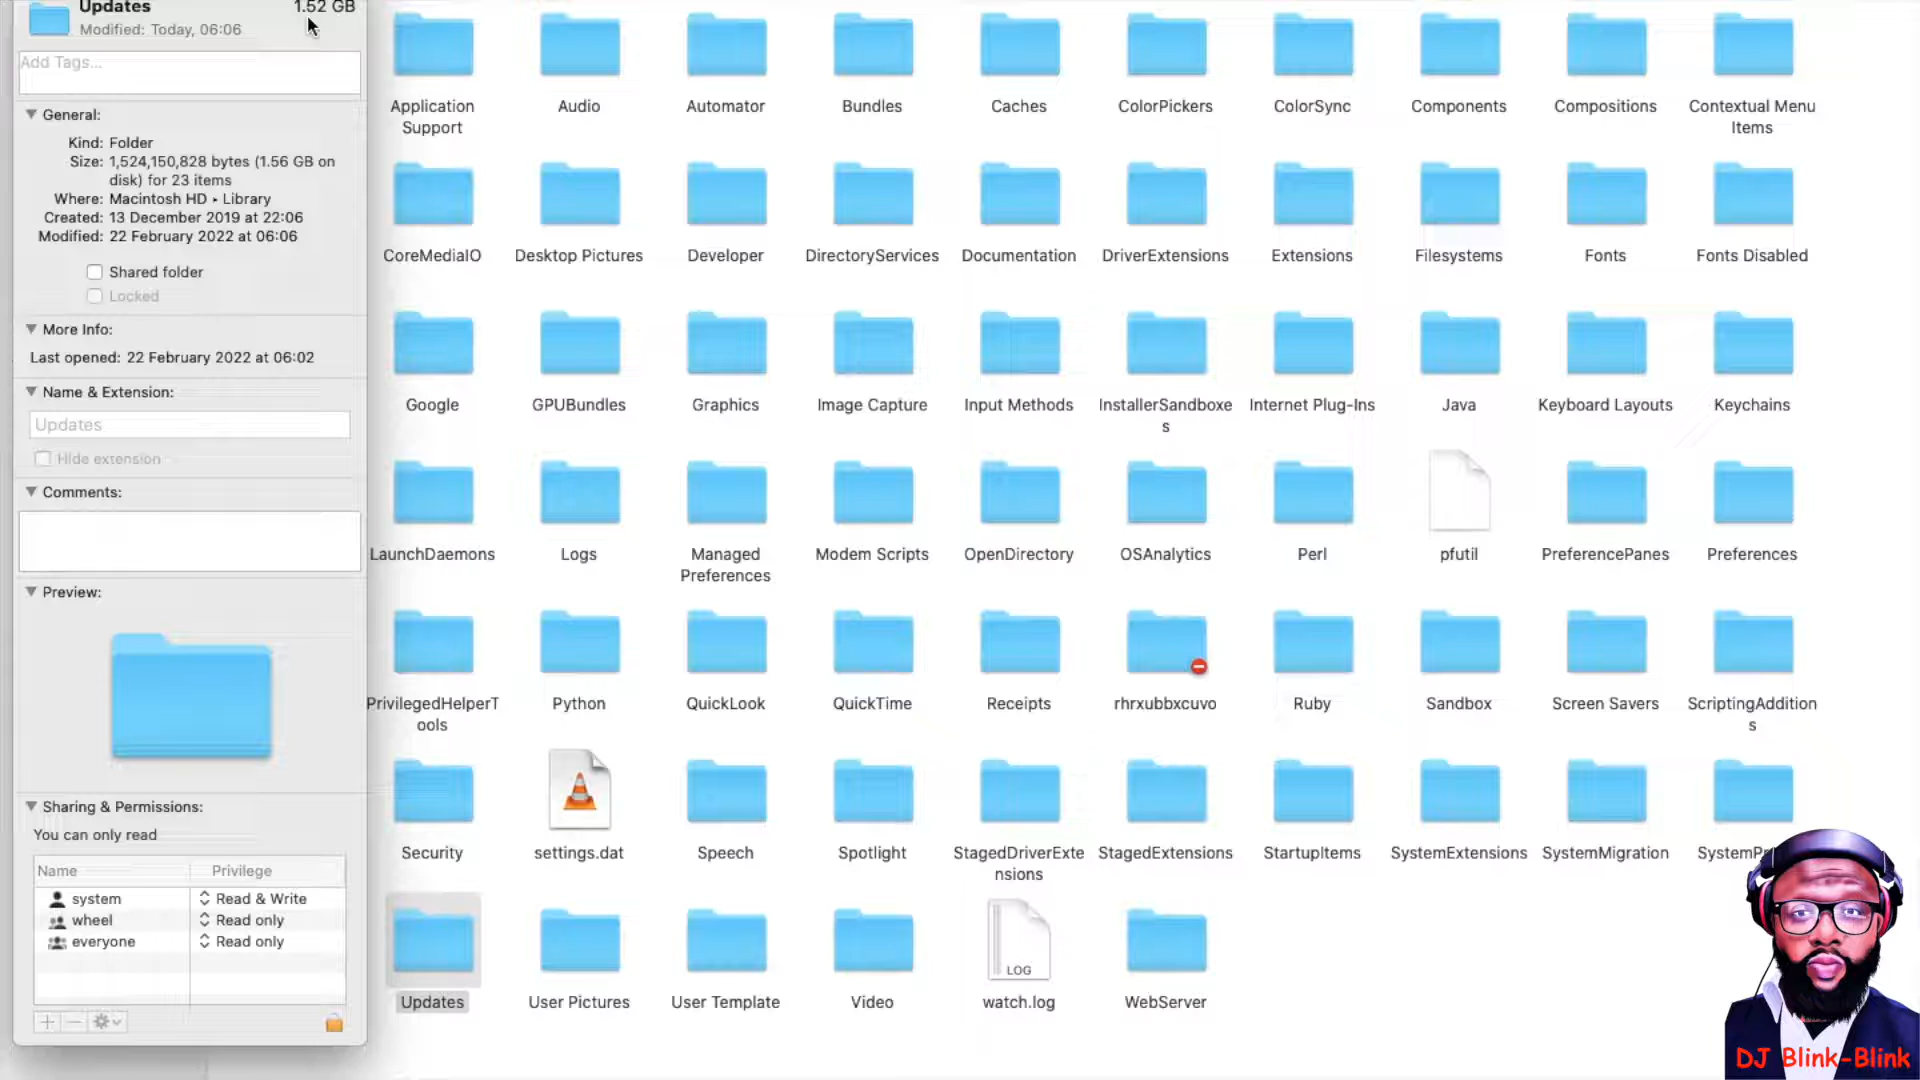 Updates 1.52 GB
Modified: Today, 06:06
Add Tags...
General:
Kind: Folder
Size: 1,524,150,828 bytes (1.56 GB on
disk) for 23 items
Where: Macintosh HD ▸ Library
Created: 13 December 2019 at 22:06
Modified: 22 February 2022 at 06:06
Shared folder
Locked
More Info:
Last opened: 22 February 2022 at 06:02
Name & Extension:
Updates
Hide extension
Comments:
Preview:
Sharing & Permissions:
You can only read
Name Privilege
system Read & Write
wheel Read only
everyone Read only
Application Support
Audio
Automator
Bundles
Caches
ColorPickers
ColorSync
Components
Compositions
Contextual Menu
Items
CoreMediaIO
Desktop Pictures
Developer
DirectoryServices
Documentation
DriverExtensions
Extensions
Filesystems
Fonts
Fonts Disabled
Google
GPUBundles
Graphics
Image Capture
Input Methods
InstallerSandboxe
s
Internet Plug-Ins
Java
Keyboard Layouts
Keychains
LaunchDaemons
Logs
Managed
Preferences
Modem Scripts
OpenDirectory
OSAnalytics
Perl
pfutil
PreferencePanes
Preferences
PrivilegedHelperT
ools
Python
QuickLook
QuickTime
Receipts
rhrxubbxcuvo
Ruby
Sandbox
Screen Savers
ScriptingAddition
s
Security
settings.dat
Speech
Spotlight
StagedDriverExte
nsions
StagedExtensions
StartupItems
SystemExtensions
SystemMigration
Updates
User Pictures
User Template
Video
LOG
watch.log
WebServer
DJ Blink-Blink